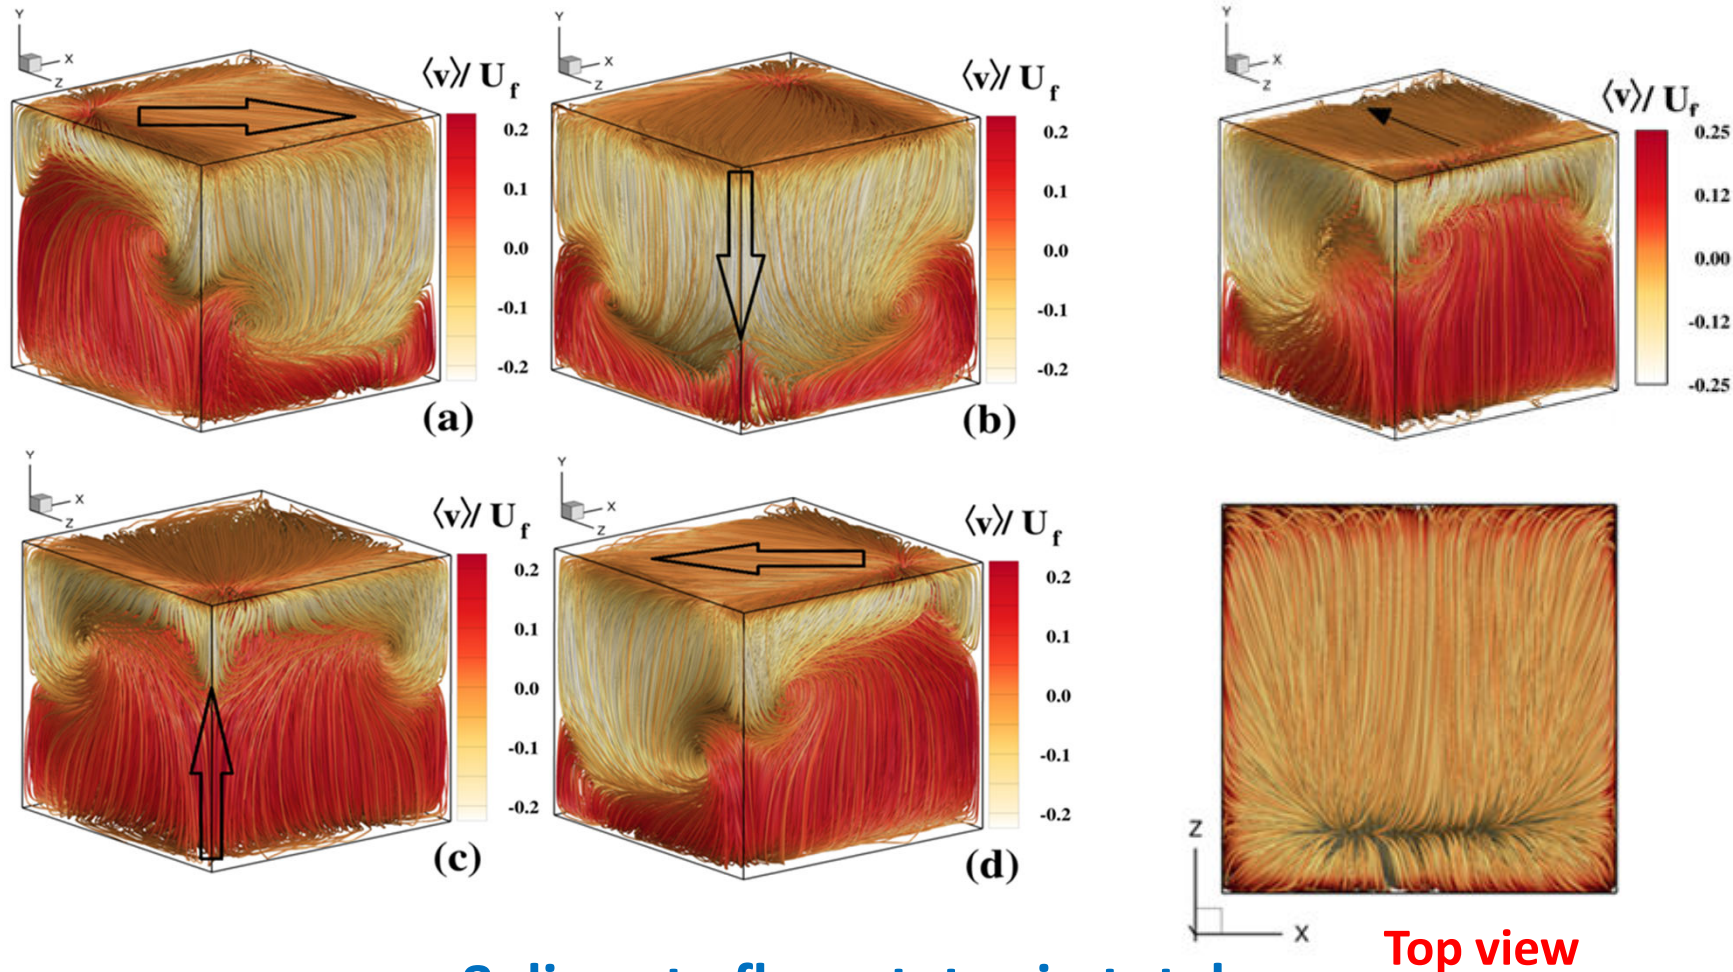 Y
X
Z
⟨v⟩/ U_f
0.2
0.1
0.0
-0.1
-0.2
(a)
Y
X
Z
⟨v⟩/ U_f
0.2
0.1
0.0
-0.1
-0.2
(b)
Y
X
Z
⟨v⟩/ U_f
0.25
0.12
0.00
-0.12
-0.25
Y
X
Z
⟨v⟩/ U_f
0.2
0.1
0.0
-0.1
-0.2
(c)
Y
X
Z
⟨v⟩/ U_f
0.2
0.1
0.0
-0.1
-0.2
(d)
Z
Y
X
Top view